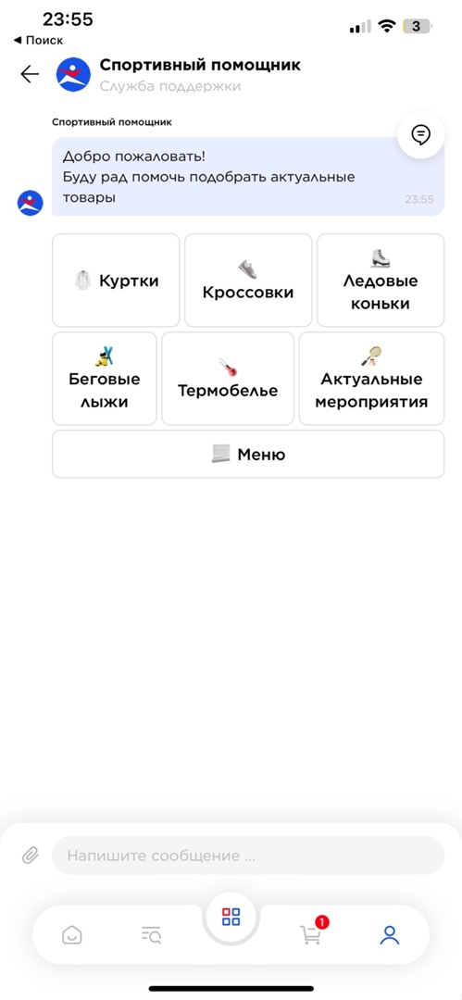 23:55
3
◀ Поиск
Спортивный помощник
Служба поддержки
Спортивный помощник
Добро пожаловать!
Буду рад помочь подобрать актуальные
товары
23:55
Куртки
Кроссовки
Ледовые
коньки
Беговые
лыжи
Термобелье
Актуальные
мероприятия
Меню
Напишите сообщение ...
1